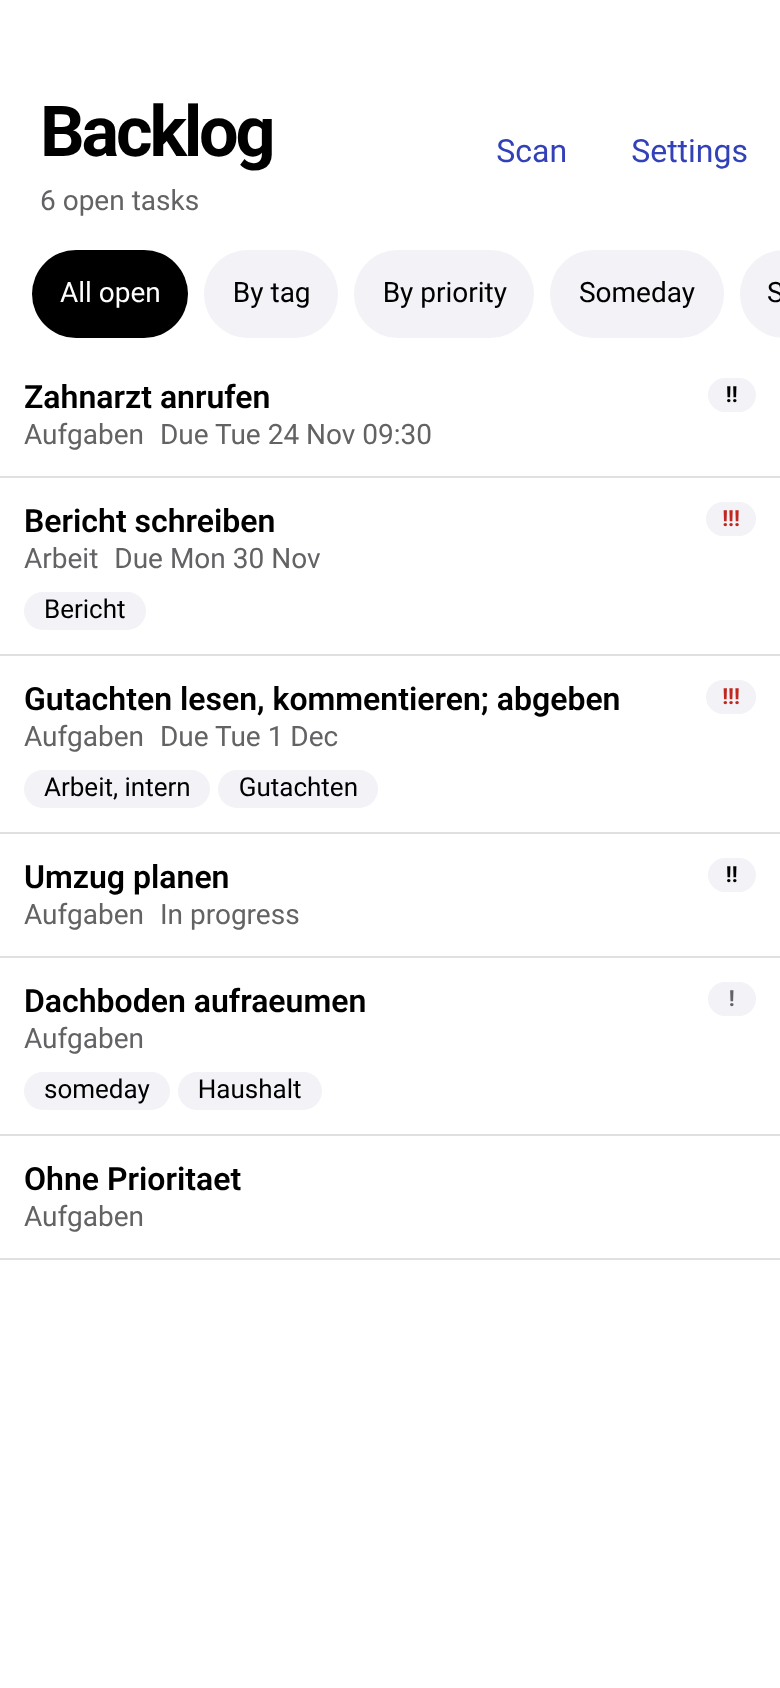 Backlog
Scan
Settings
6 open tasks
All open
By tag
By priority
Someday
S
Zahnarzt anrufen
!!
Aufgaben Due Tue 24 Nov 09:30
Bericht schreiben
!!!
Arbeit Due Mon 30 Nov
Bericht
Gutachten lesen, kommentieren; abgeben
!!!
Aufgaben Due Tue 1 Dec
Arbeit, intern
Gutachten
Umzug planen
!!
Aufgaben In progress
Dachboden aufraeumen
!
Aufgaben
someday
Haushalt
Ohne Prioritaet
Aufgaben